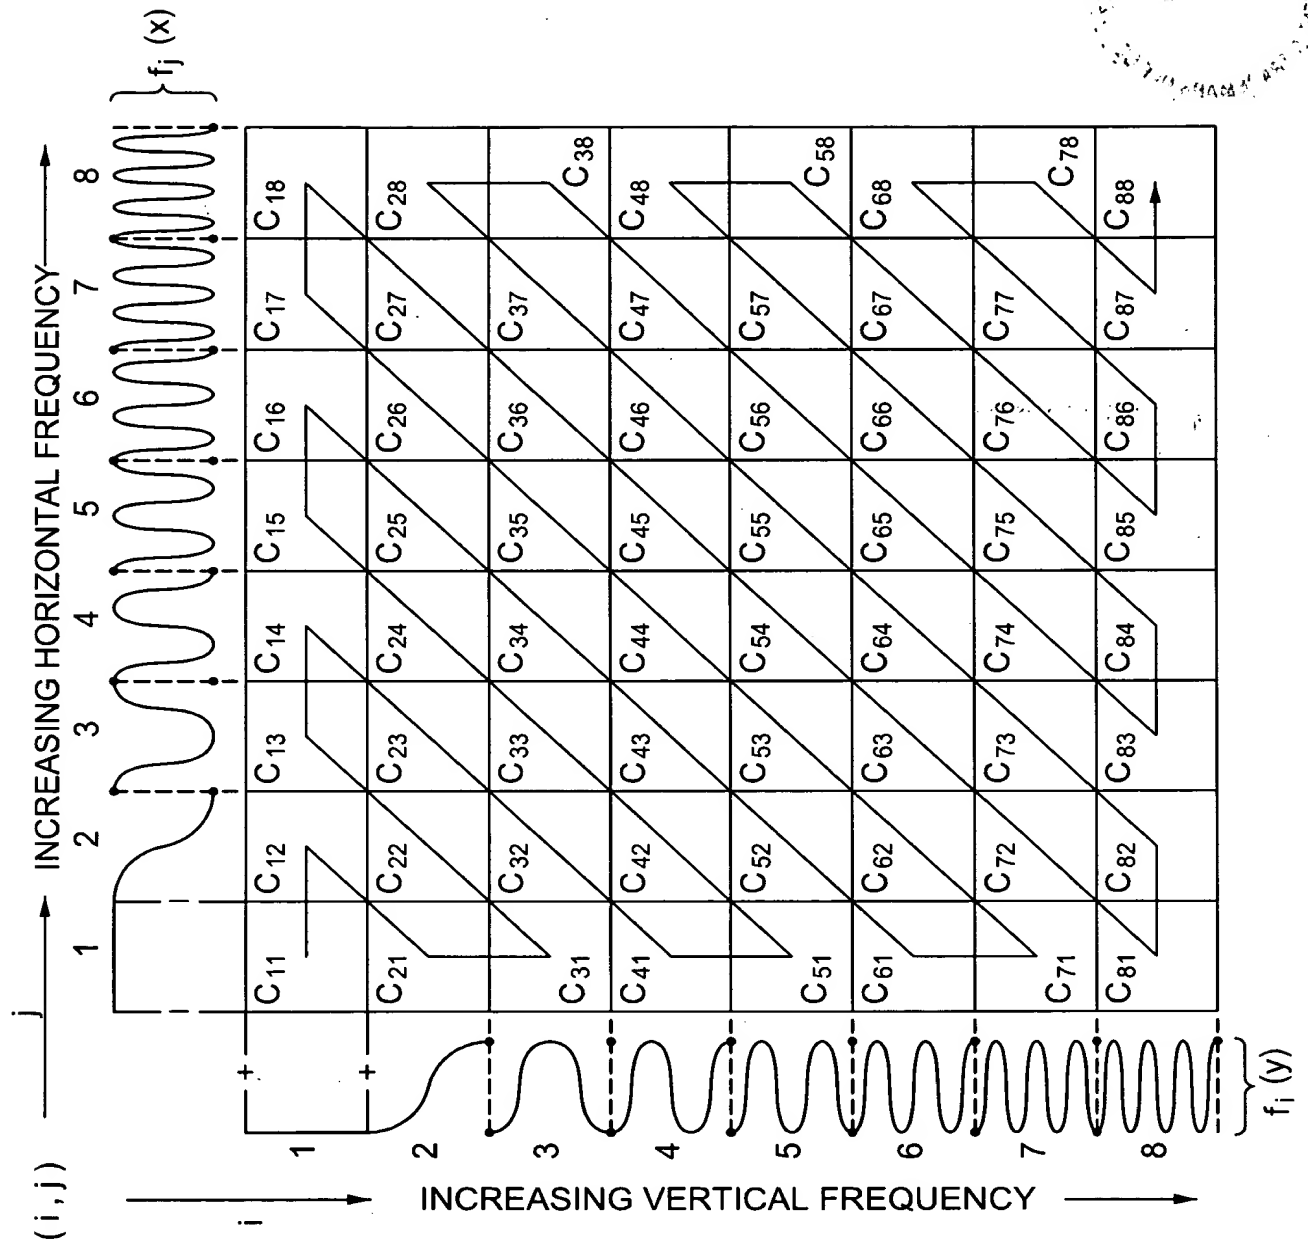 (i, j)
j
INCREASING HORIZONTAL FREQUENCY
1 2 3 4 5 6 7 8
fj (x)
i
INCREASING VERTICAL FREQUENCY
1 C11 C12 C13 C14 C15 C16 C17 C18
2 C21 C22 C23 C24 C25 C26 C27 C28
3 C31 C32 C33 C34 C35 C36 C37 C38
4 C41 C42 C43 C44 C45 C46 C47 C48
5 C51 C52 C53 C54 C55 C56 C57 C58
6 C61 C62 C63 C64 C65 C66 C67 C68
7 C71 C72 C73 C74 C75 C76 C77 C78
8 C81 C82 C83 C84 C85 C86 C87 C88
+ +
fi (y)